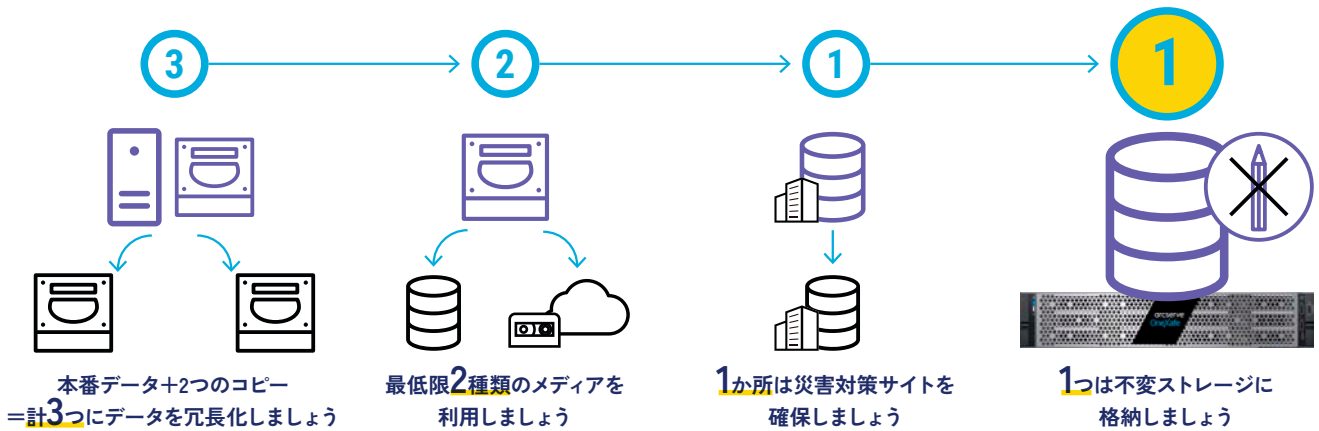 3
2
1
1
arcserve
OneXafe
本番データ+2つのコピー
=計3つにデータを冗長化しましょう
最低限2種類のメディアを
利用しましょう
1か所は災害対策サイトを
確保しましょう
1つは不変ストレージに
格納しましょう